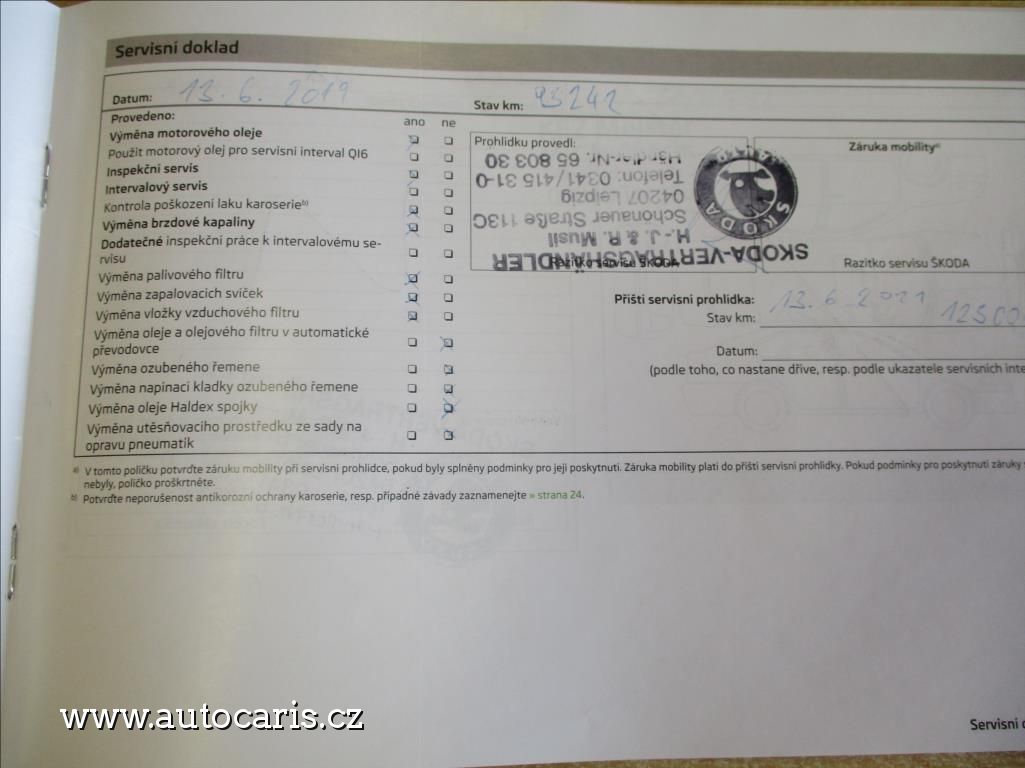 Servisní doklad
Datum: 13. 6. 2019
Stav km: 93242
Provedeno:
ano ne
Výměna motorového oleje
Použit motorový olej pro servisní interval QI6
Inspekční servis
Intervalový servis
Kontrola poškození laku karoserieᵇ⁾
Výměna brzdové kapaliny
Dodatečné inspekční práce k intervalovému se-
rvisu
Výměna palivového filtru
Výměna zapalovacích svíček
Výměna vložky vzduchového filtru
Výměna oleje a olejového filtru v automatické
převodovce
Výměna ozubeného řemene
Výměna napínací kladky ozubeného řemene
Výměna oleje Haldex spojky
Výměna utěsňovacího prostředku ze sady na
opravu pneumatik
Prohlídku provedl:
SKODA-VERTRAGSHÄNDLER
H.-J. & R. Musil
Schönauer Straße 113C
04207 Leipzig
Telefon: 0341/415 31-0
Händler-Nr. 65 803 30
SKODA
Razítko servisu ŠKODA
Záruka mobilityᵃ⁾
Razítko servisu ŠKODA
Příští servisní prohlídka: 13. 6. 2021
Stav km: 12500
Datum:
(podle toho, co nastane dříve, resp. podle ukazatele servisních inte
ᵃ⁾ V tomto políčku potvrďte záruku mobility při servisní prohlídce, pokud byly splněny podmínky pro její poskytnutí. Záruka mobility platí do příští servisní prohlídky. Pokud podmínky pro poskytnutí záruky
nebyly, políčko proškrtněte.
ᵇ⁾ Potvrďte neporušenost antikorozní ochrany karoserie, resp. případné závady zaznamenejte » strana 24.
www.autocaris.cz
Servisní